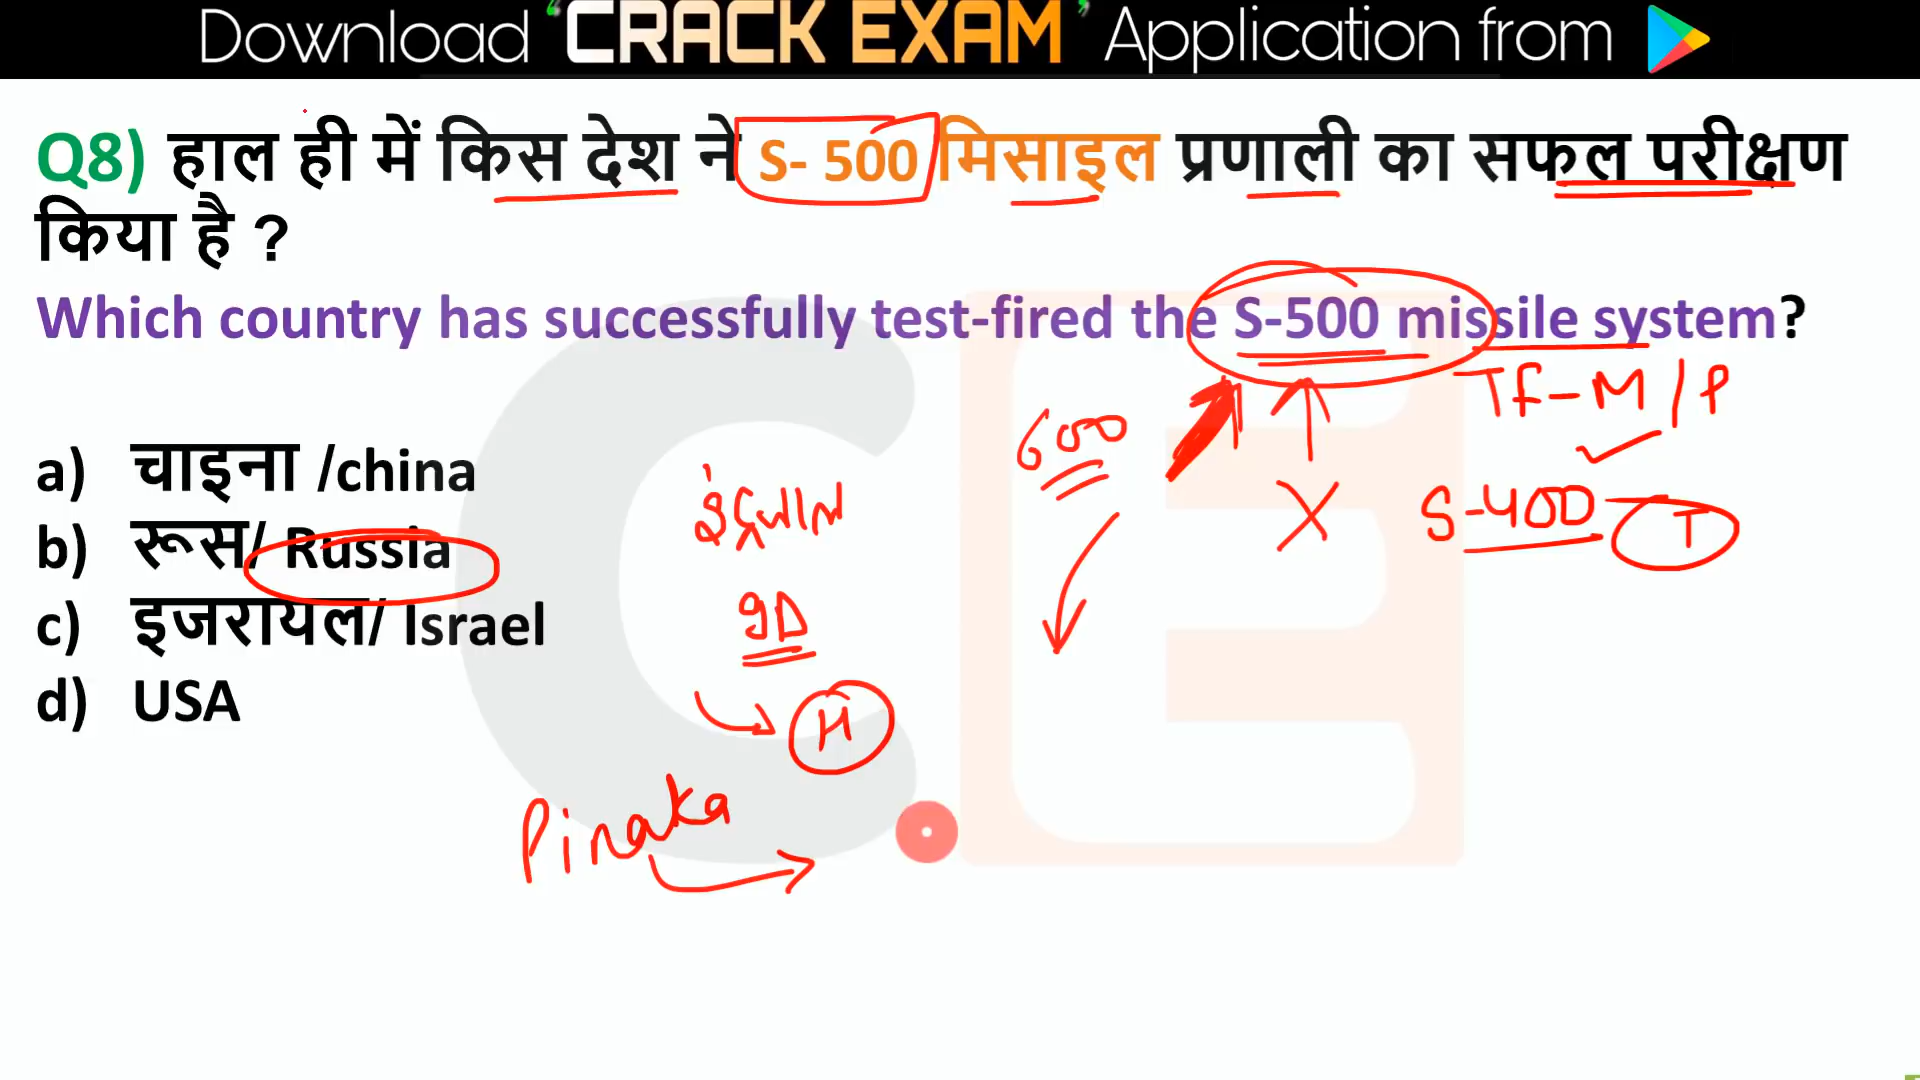 Download 'CRACK EXAM' Application from
Q8) हाल ही में किस देश ने S- 500 मिसाइल प्रणाली का सफल परीक्षण
किया है ?
Which country has successfully test-fired the S-500 missile system?
Tf-M/P
600
a) चाइना /china
S-400 T
b) रूस/ Russia
c) इजरायल/ Israel
d) USA
H
Pinaka
CE